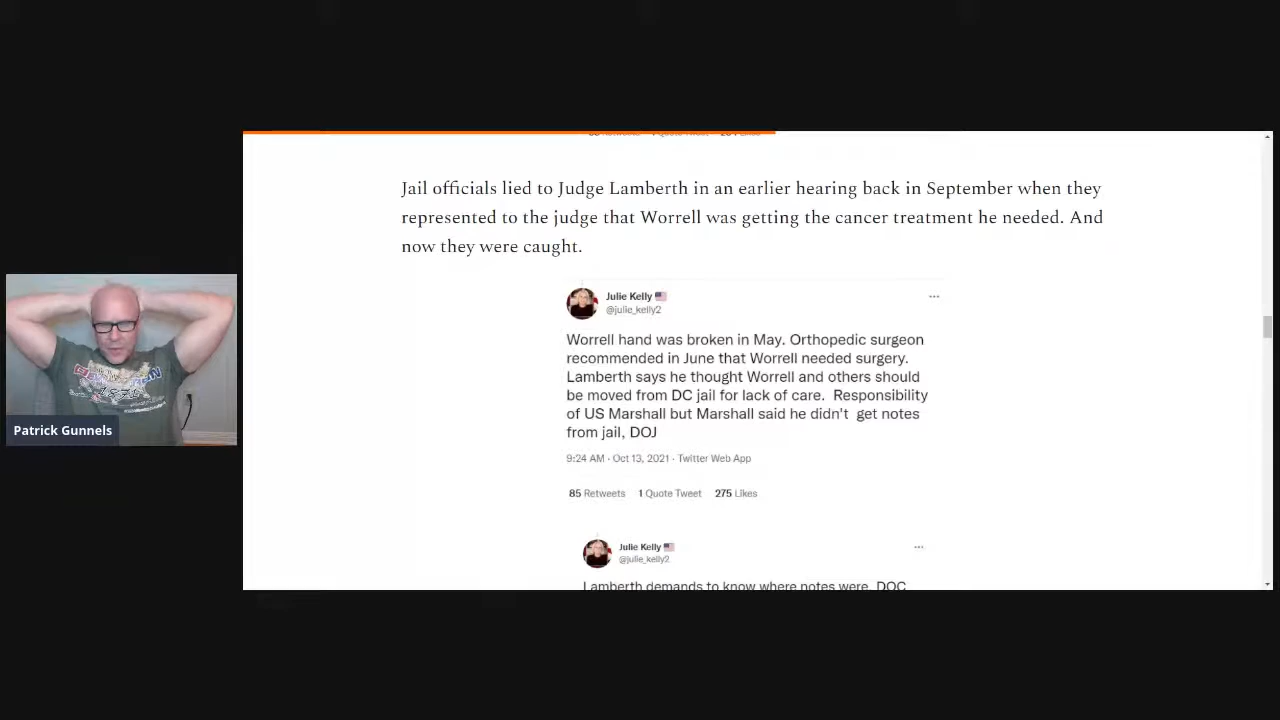 Jail officials lied to Judge Lamberth in an earlier hearing back in September when they
represented to the judge that Worrell was getting the cancer treatment he needed. And
now they were caught.
Julie Kelly
@julie_kelly2
Worrell hand was broken in May. Orthopedic surgeon
recommended in June that Worrell needed surgery.
Lamberth says he thought Worrell and others should
be moved from DC jail for lack of care. Responsibility
of US Marshall but Marshall said he didn't get notes
from jail, DOJ
9:24 AM · Oct 13, 2021 · Twitter Web App
85 Retweets 1 Quote Tweet 275 Likes
Julie Kelly
@julie_kelly2
Lamberth demands to know where notes were. DOC
Patrick Gunnels